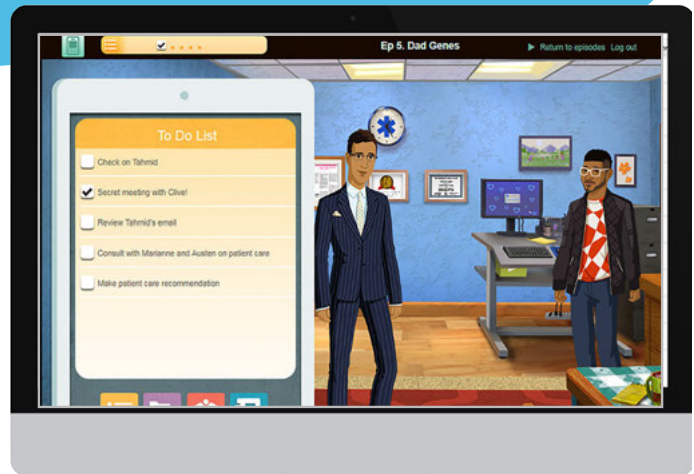 Ep 5. Dad Genes
Return to episodes Log out
To Do List
Check on Tahmid
Secret meeting with Clive!
Review Tahmid's email
Consult with Marianne and Austen on patient care
Make patient care recommendation